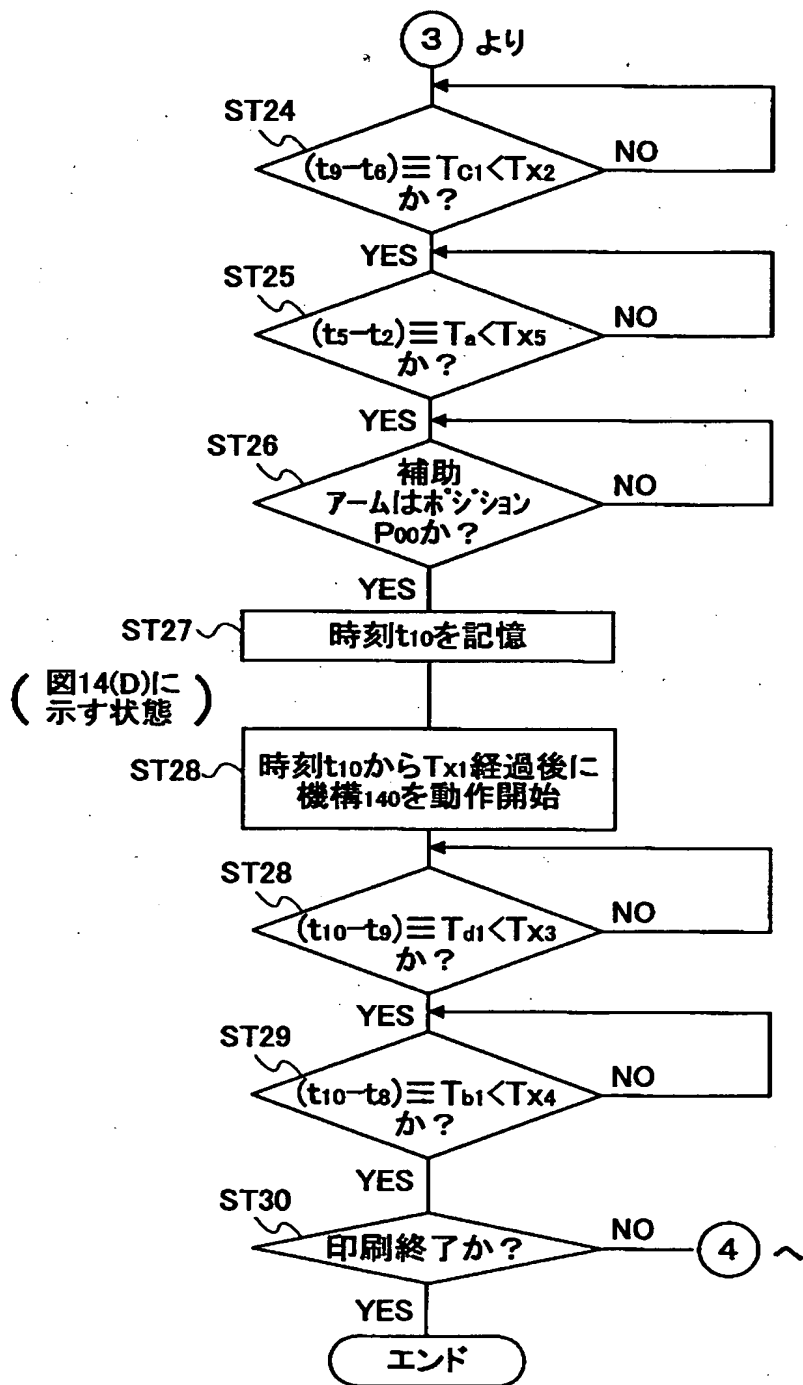 3 より
ST24
(t9-t6)≡Tc1<Tx2
か？
NO
YES
ST25
(t5-t2)≡Ta<Tx5
か？
NO
YES
ST26
補助
アームはポジション
P00か？
NO
YES
ST27
時刻t10を記憶
(図14(D)に
示す状態)
ST28
時刻t10からTx1経過後に
機構140を動作開始
ST28
(t10-t9)≡Td1<Tx3
か？
NO
YES
ST29
(t10-t8)≡Tb1<Tx4
か？
NO
YES
ST30
印刷終了か？
NO
4 へ
YES
エンド